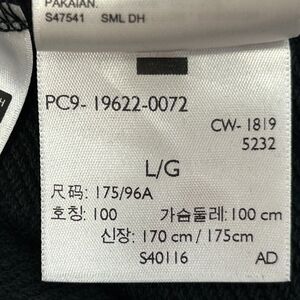 PAKAIAN.
S47541 SML DH
PC9- 19622-0072
CW- 1819
5232
L/G
尺码: 175/96A
호칭: 100 가슴둘레: 100 cm
신장: 170 cm / 175cm
S40116 AD